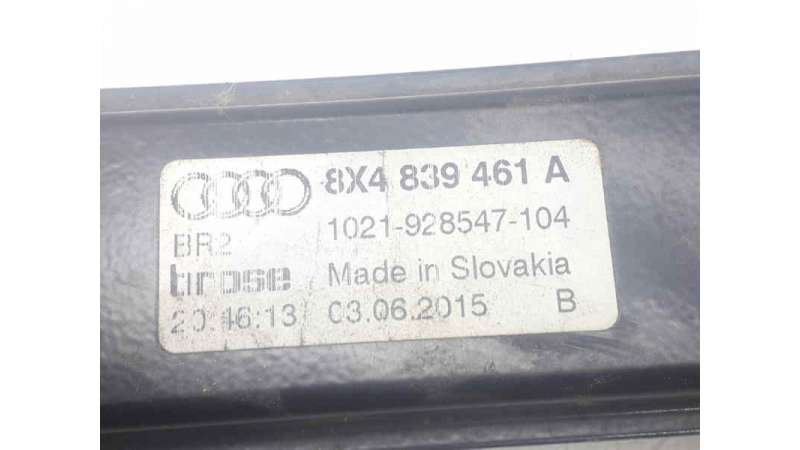 8X4 839 461 A
BR2 1021-928547-104
brose Made in Slovakia
20:46:13 03.06.2015 B